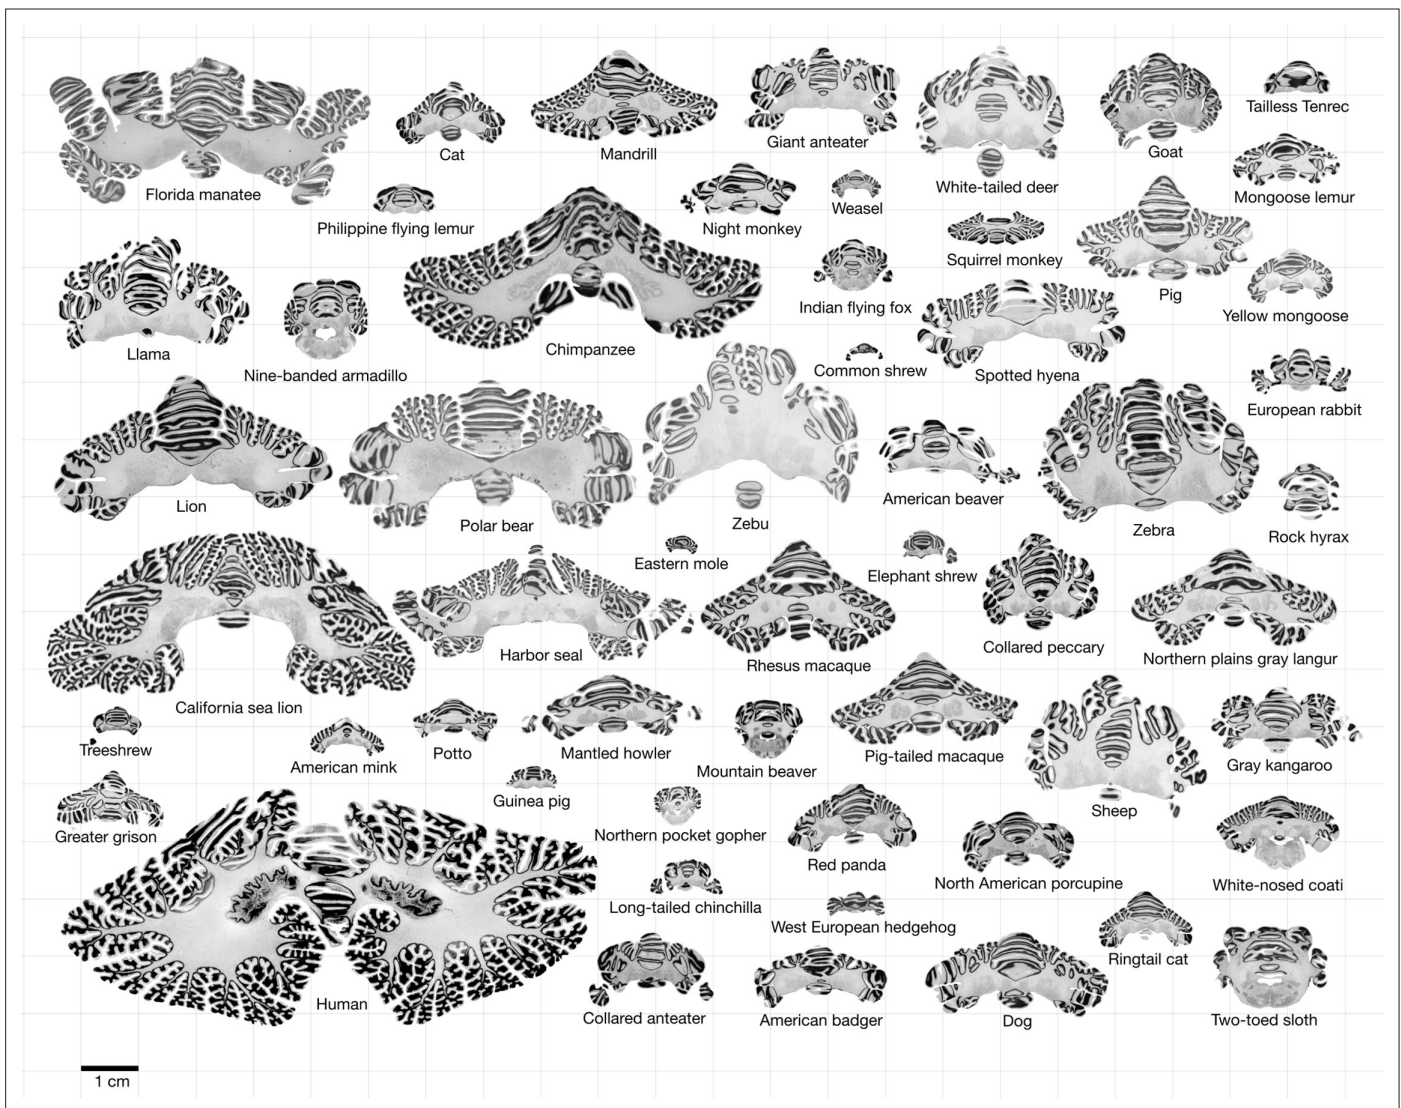 Tailless Tenrec
Cat
Mandrill
Giant anteater
Goat
White-tailed deer
Florida manatee
Mongoose lemur
Philippine flying lemur
Night monkey
Weasel
Squirrel monkey
Pig
Indian flying fox
Yellow mongoose
Llama
Nine-banded armadillo
Chimpanzee
Common shrew
Spotted hyena
European rabbit
Lion
Polar bear
Zebu
American beaver
Zebra
Rock hyrax
Eastern mole
Elephant shrew
Collared peccary
Harbor seal
Rhesus macaque
Northern plains gray langur
California sea lion
Treeshrew
American mink
Potto
Mantled howler
Mountain beaver
Pig-tailed macaque
Gray kangaroo
Guinea pig
Sheep
Greater grison
Northern pocket gopher
Red panda
North American porcupine
White-nosed coati
Long-tailed chinchilla
West European hedgehog
Ringtail cat
Human
Collared anteater
American badger
Dog
Two-toed sloth
1 cm